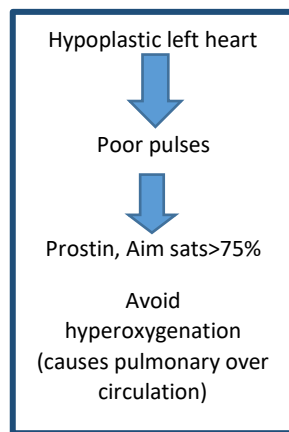 Hypoplastic left heart
Poor pulses
Prostin, Aim sats>75%
Avoid
hyperoxygenation
(causes pulmonary over
circulation)